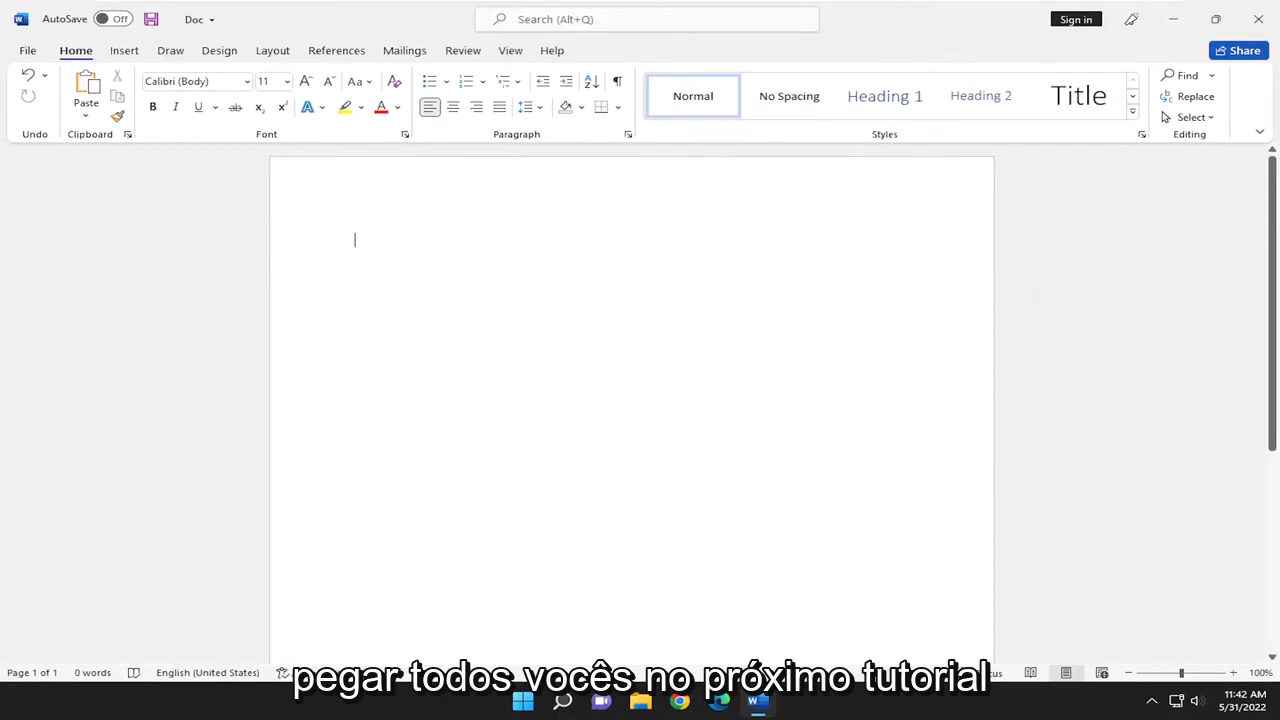 AutoSave Off Doc Search (Alt+Q) Sign in
File Home Insert Draw Design Layout References Mailings Review View Help Share
Paste Calibri (Body) 11 Aa Normal No Spacing Heading 1 Heading 2 Title Find
Replace
Select
Undo Clipboard Font Paragraph Styles Editing
Page 1 of 1 0 words English (United States) cus 100%
pegar todos vocês no próximo tutorial
11:42 AM
5/31/2022